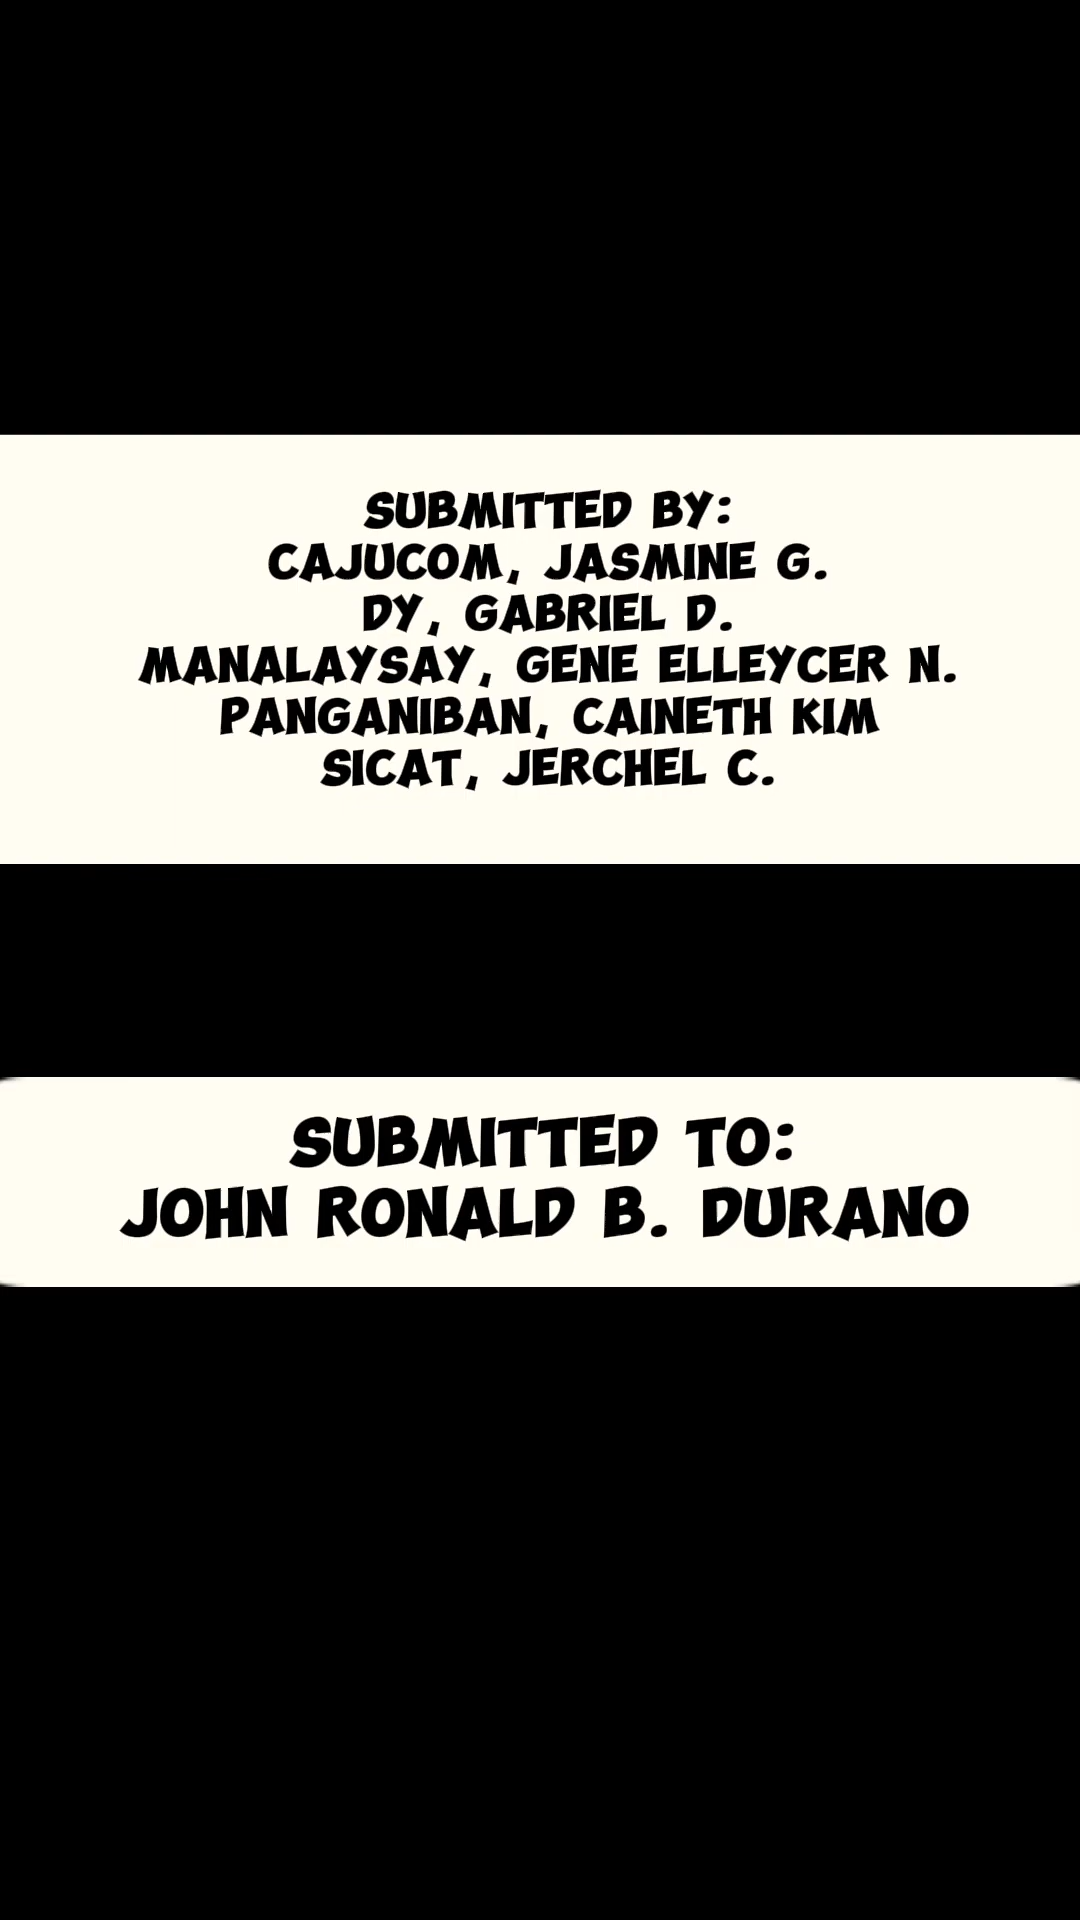 SUBMITTED BY:
CAJUCOM, JASMINE G.
DY, GABRIEL D.
MANALAYSAY, GENE ELLEYCER N.
PANGANIBAN, CAINETH KIM
SICAT, JERCHEL C.
SUBMITTED TO:
JOHN RONALD B. DURANO